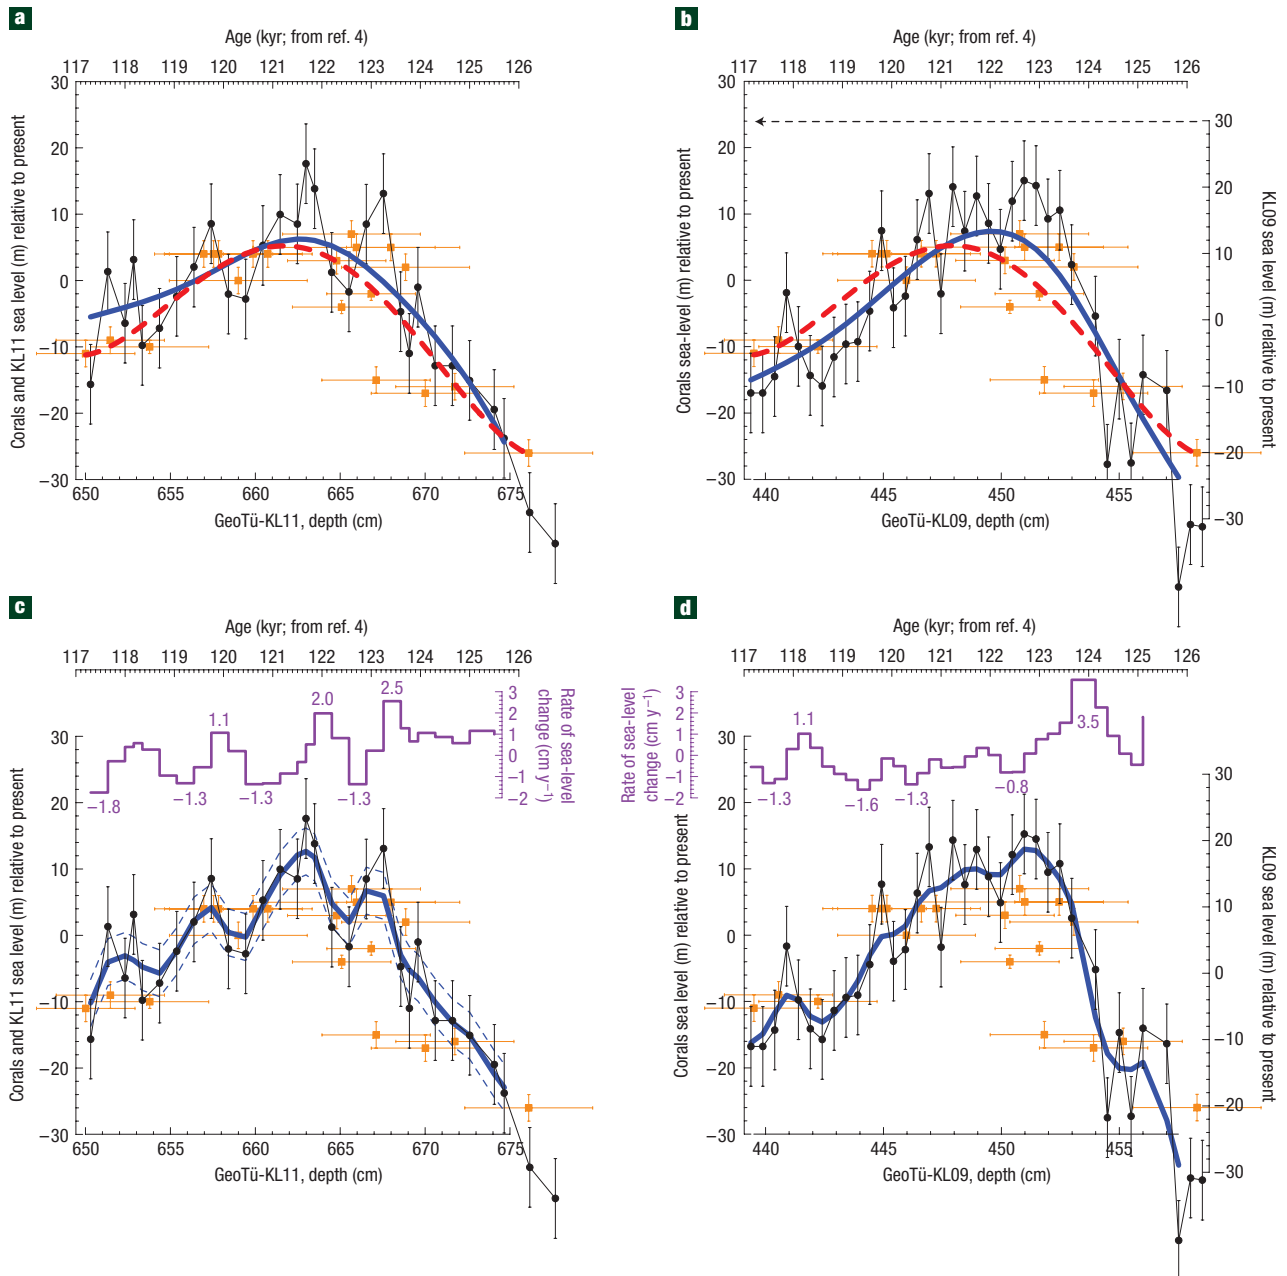 a
Age (kyr; from ref. 4)
117 118 119 120 121 122 123 124 125 126
Corals and KL11 sea level (m) relative to present
30
20
10
0
−10
−20
−30
650 655 660 665 670 675
GeoTü-KL11, depth (cm)
b
Age (kyr; from ref. 4)
117 118 119 120 121 122 123 124 125 126
Corals sea-level (m) relative to present
30
20
10
0
−10
−20
−30
30
20
10
0
−10
−20
−30
KL09 sea level (m) relative to present
440 445 450 455
GeoTü-KL09, depth (cm)
c
Age (kyr; from ref. 4)
117 118 119 120 121 122 123 124 125 126
−1.8
−1.3
1.1
−1.3
2.0
−1.3
2.5
3
2
1
0
−1
−2
Rate of sea-level
change (cm y−1)
Corals and KL11 sea level (m) relative to present
30
20
10
0
−10
−20
−30
650 655 660 665 670 675
GeoTü-KL11, depth (cm)
d
Age (kyr; from ref. 4)
117 118 119 120 121 122 123 124 125 126
Rate of sea-level
change (cm y−1)
3
2
1
0
−1
−2
−1.3
1.1
−1.6
−1.3
−0.8
3.5
Corals sea level (m) relative to present
30
20
10
0
−10
−20
−30
30
20
10
0
−10
−20
−30
KL09 sea level (m) relative to present
440 445 450 455
GeoTü-KL09, depth (cm)